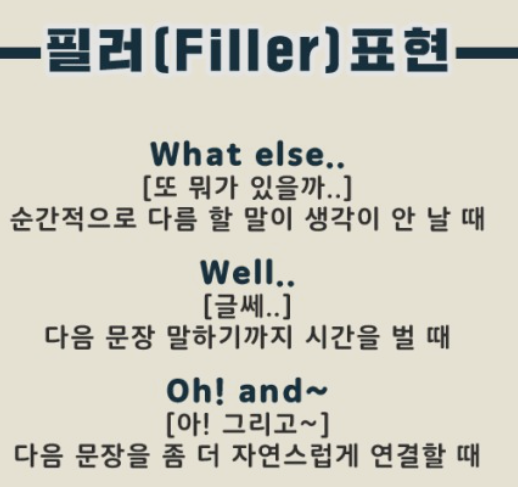 필러(Filler)표현
What else..
[또 뭐가 있을까..]
순간적으로 다름 할 말이 생각이 안 날 때
Well..
[글쎄..]
다음 문장 말하기까지 시간을 벌 때
Oh! and~
[아! 그리고~]
다음 문장을 좀 더 자연스럽게 연결할 때